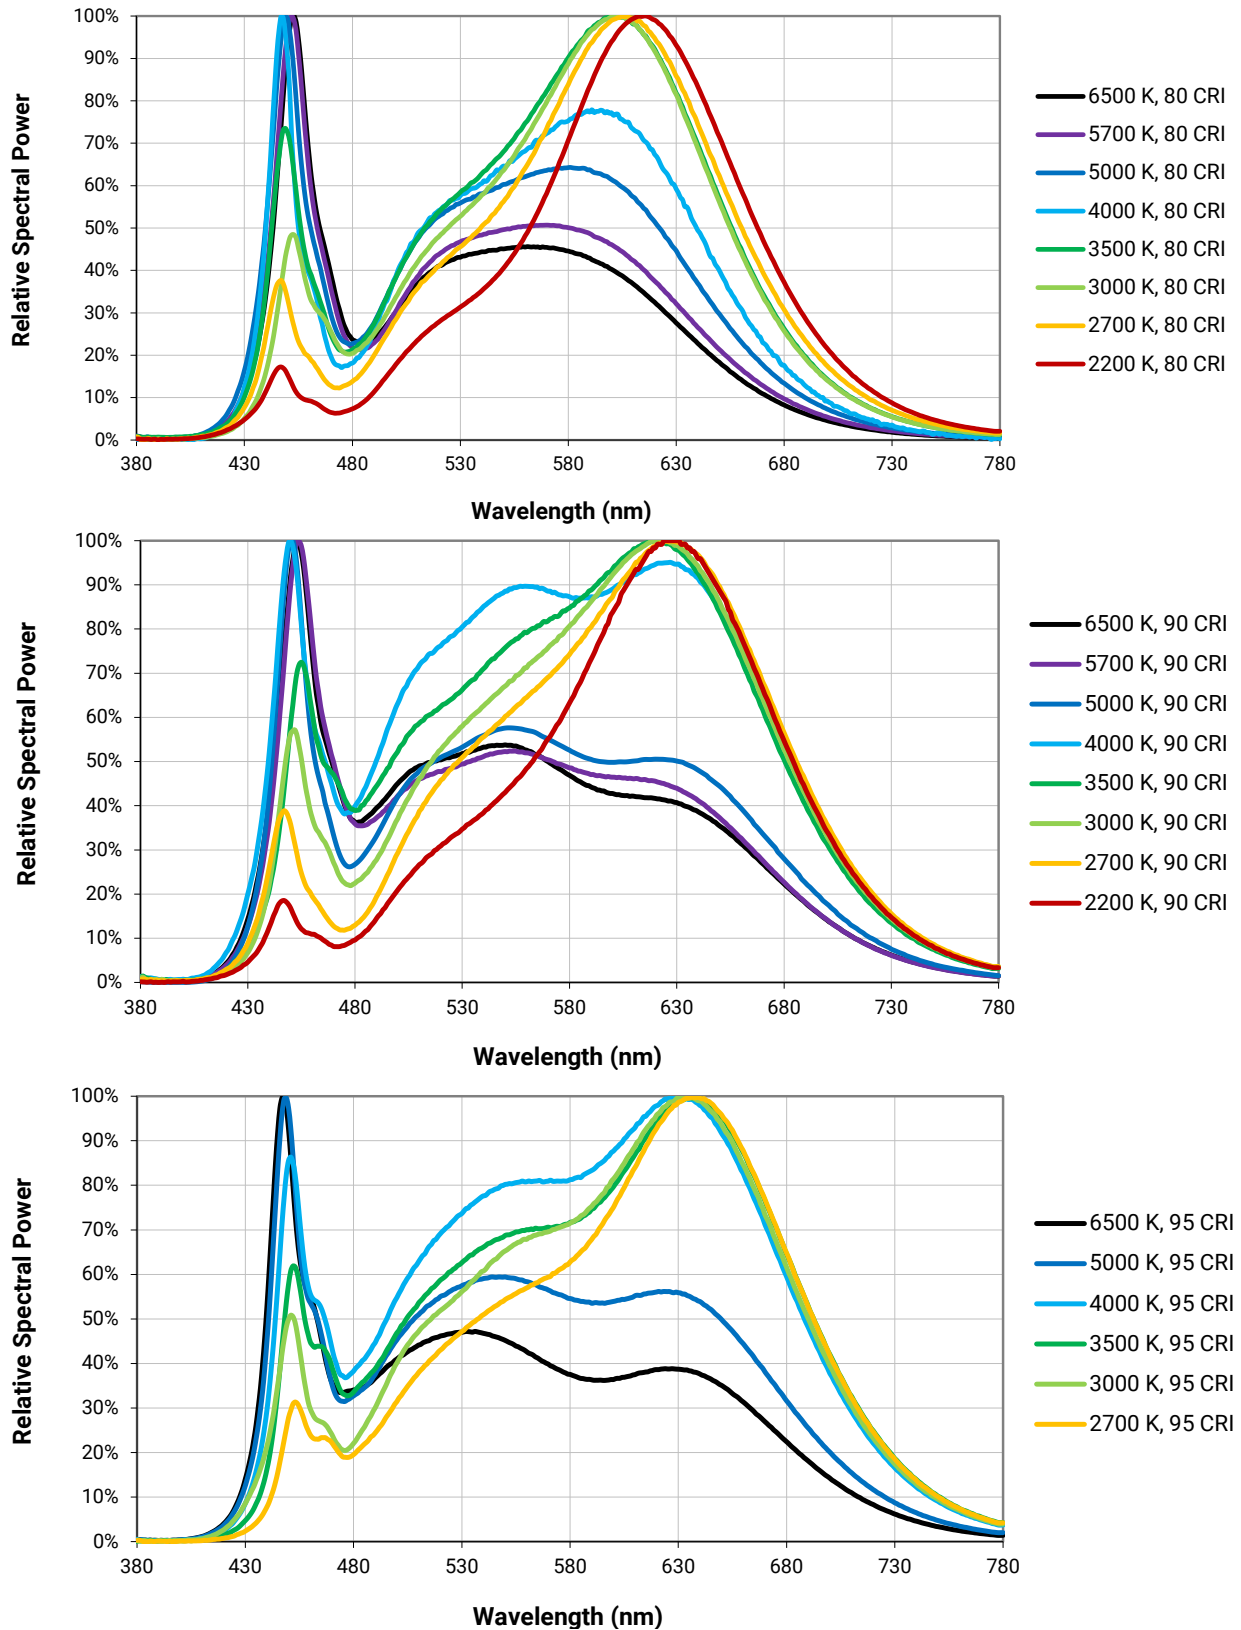 100%
90%
80%
70%
60%
50%
40%
30%
20%
10%
0%
380 430 480 530 580 630 680 730 780
Relative Spectral Power
Wavelength (nm)
6500 K, 80 CRI
5700 K, 80 CRI
5000 K, 80 CRI
4000 K, 80 CRI
3500 K, 80 CRI
3000 K, 80 CRI
2700 K, 80 CRI
2200 K, 80 CRI
100%
90%
80%
70%
60%
50%
40%
30%
20%
10%
0%
380 430 480 530 580 630 680 730 780
Relative Spectral Power
Wavelength (nm)
6500 K, 90 CRI
5700 K, 90 CRI
5000 K, 90 CRI
4000 K, 90 CRI
3500 K, 90 CRI
3000 K, 90 CRI
2700 K, 90 CRI
2200 K, 90 CRI
100%
90%
80%
70%
60%
50%
40%
30%
20%
10%
0%
380 430 480 530 580 630 680 730 780
Relative Spectral Power
Wavelength (nm)
6500 K, 95 CRI
5000 K, 95 CRI
4000 K, 95 CRI
3500 K, 95 CRI
3000 K, 95 CRI
2700 K, 95 CRI